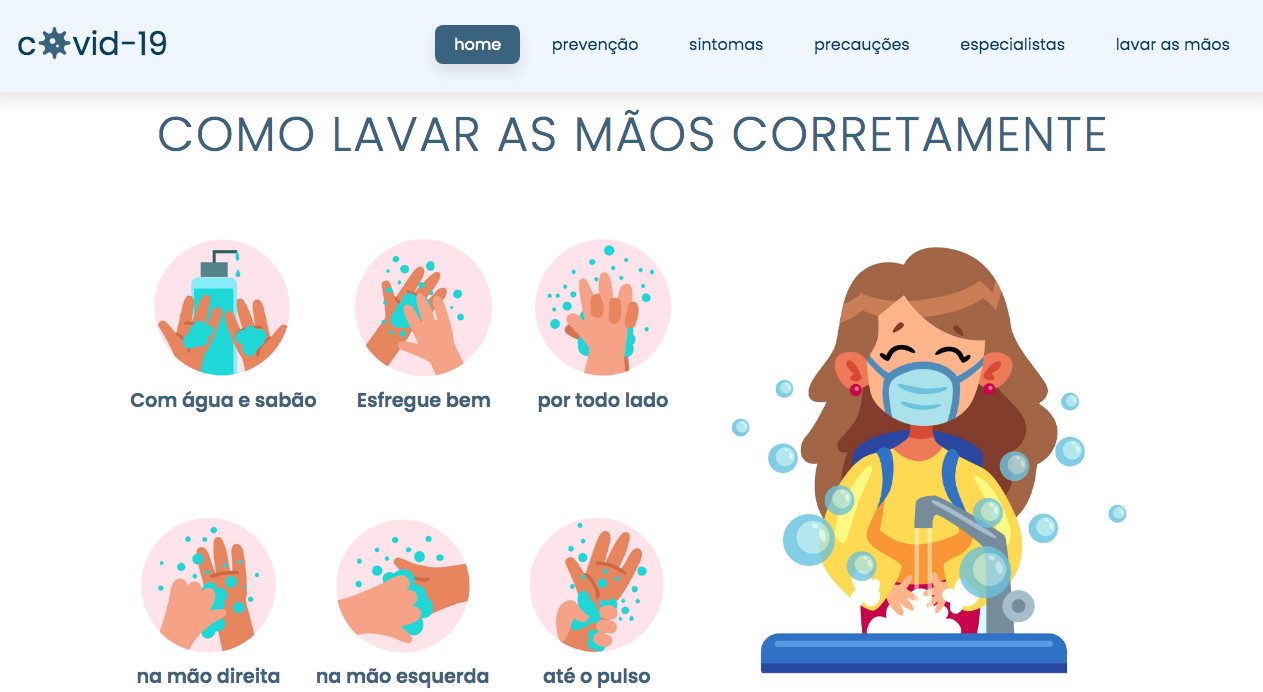 covid-19
home prevenção sintomas precauções especialistas lavar as mãos
COMO LAVAR AS MÃOS CORRETAMENTE
Com água e sabão
Esfregue bem
por todo lado
na mão direita
na mão esquerda
até o pulso